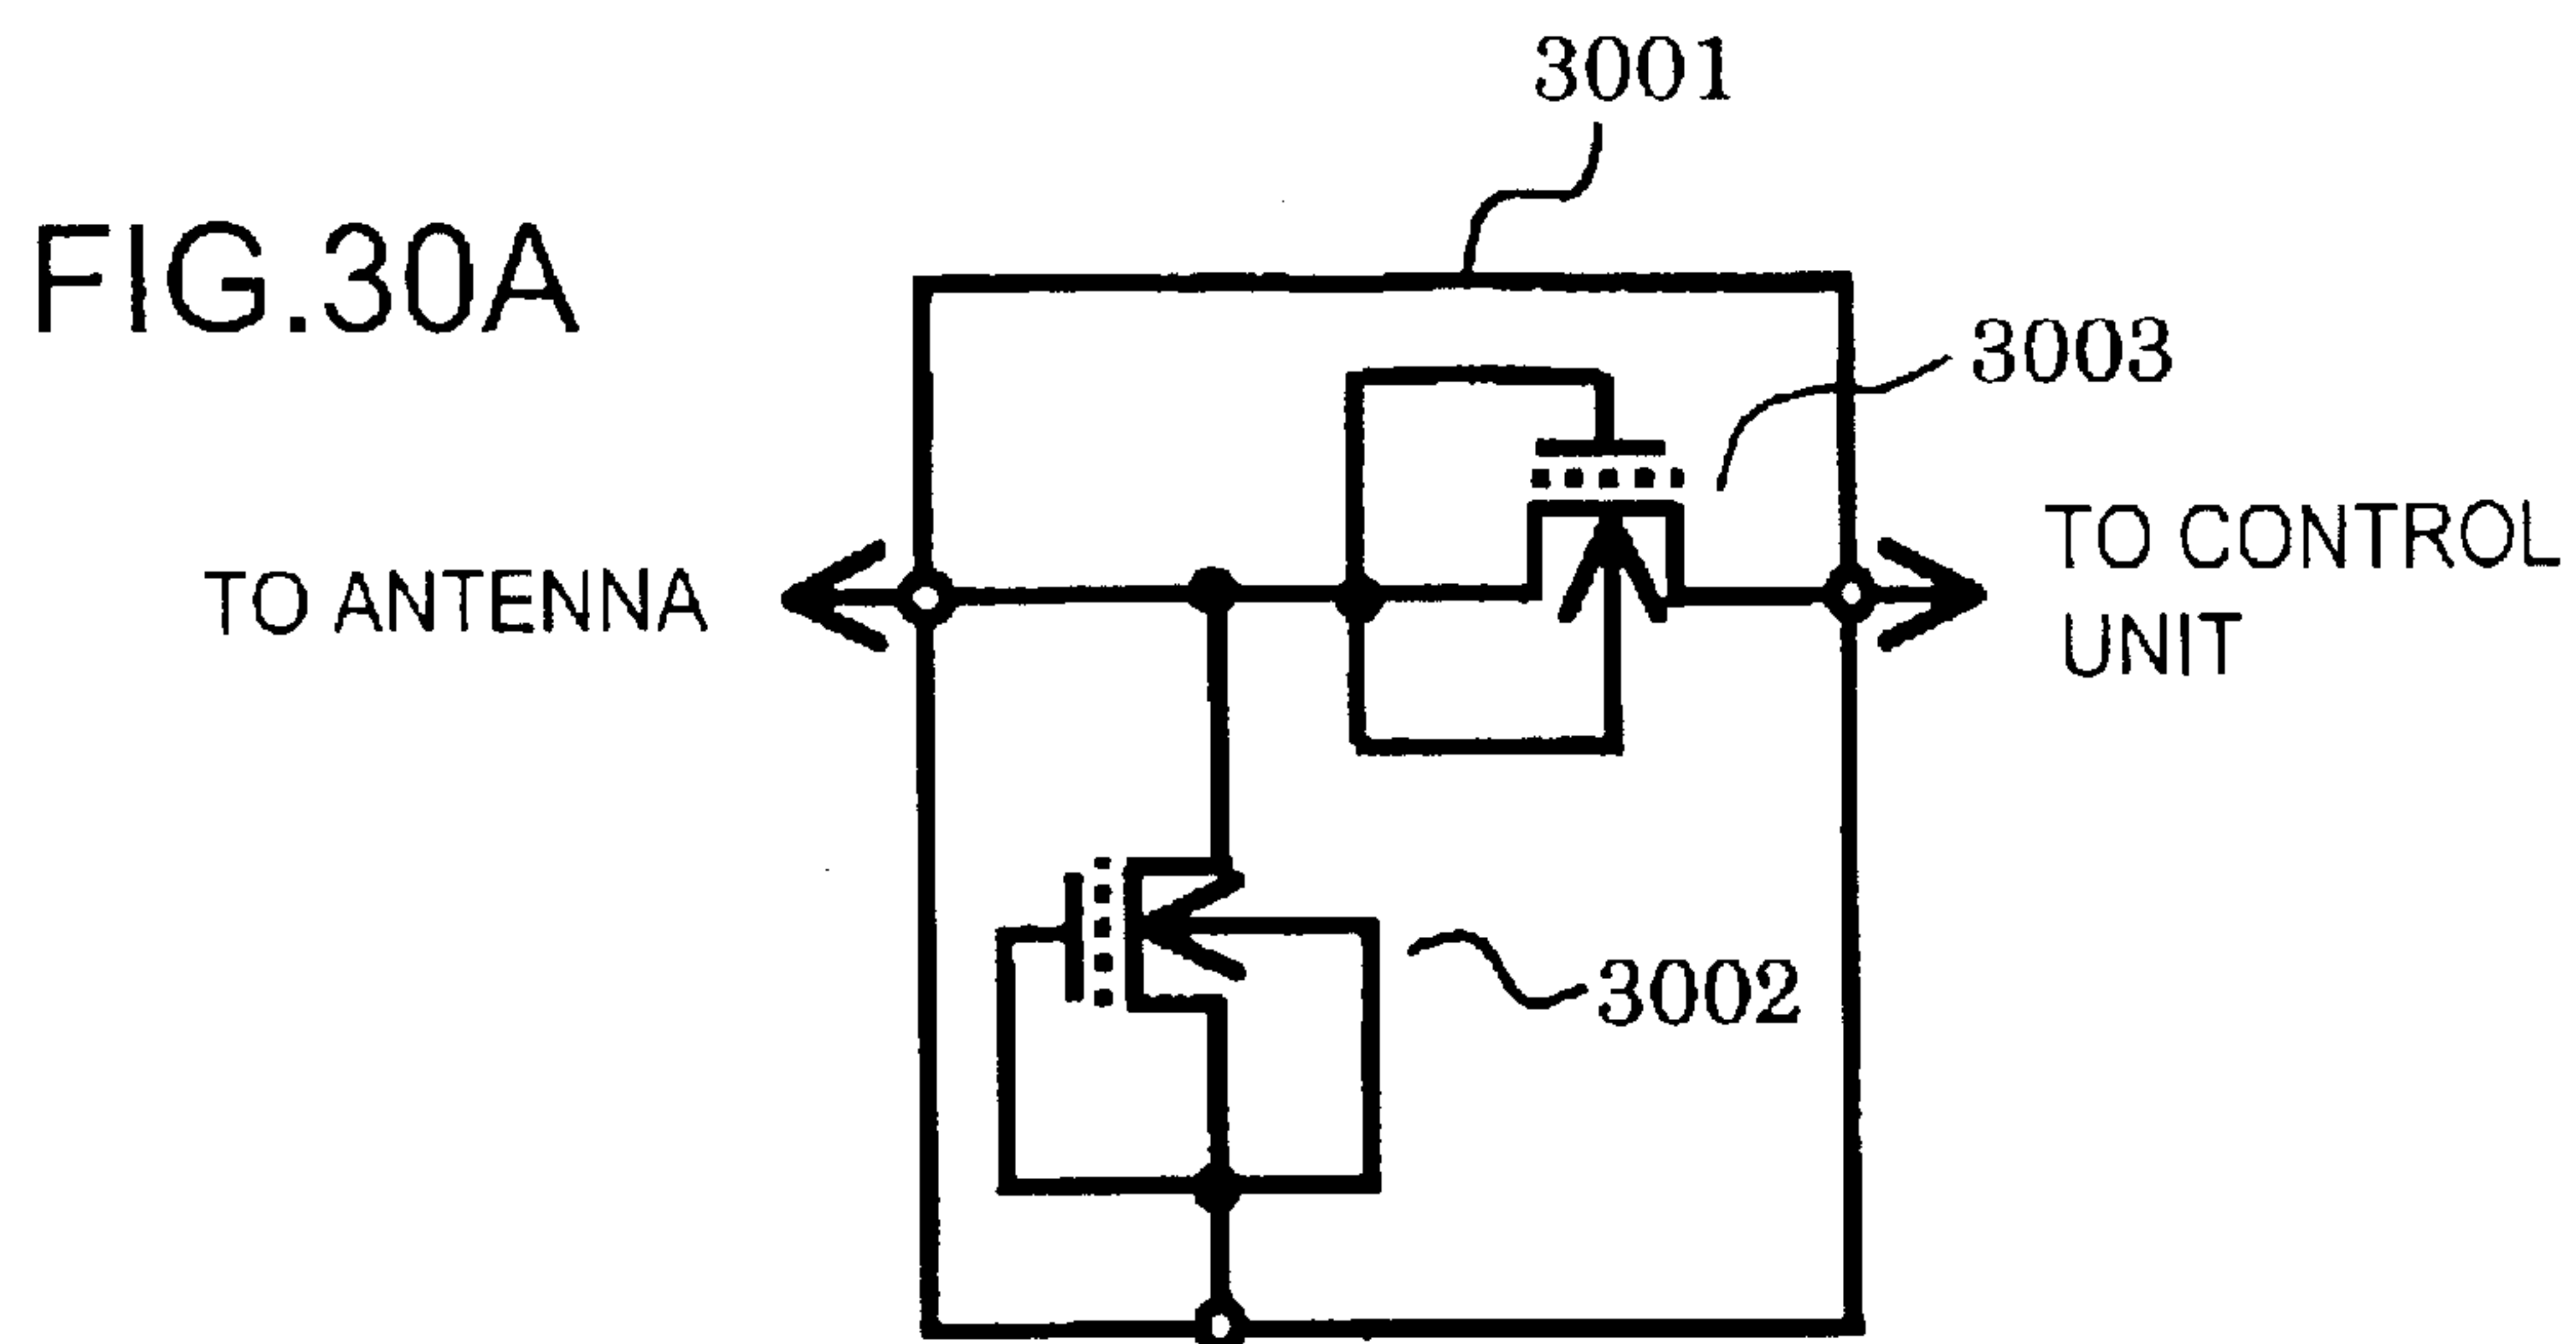 3001
FIG.30A
3003
TO ANTENNA
TO CONTROL
UNIT
3002